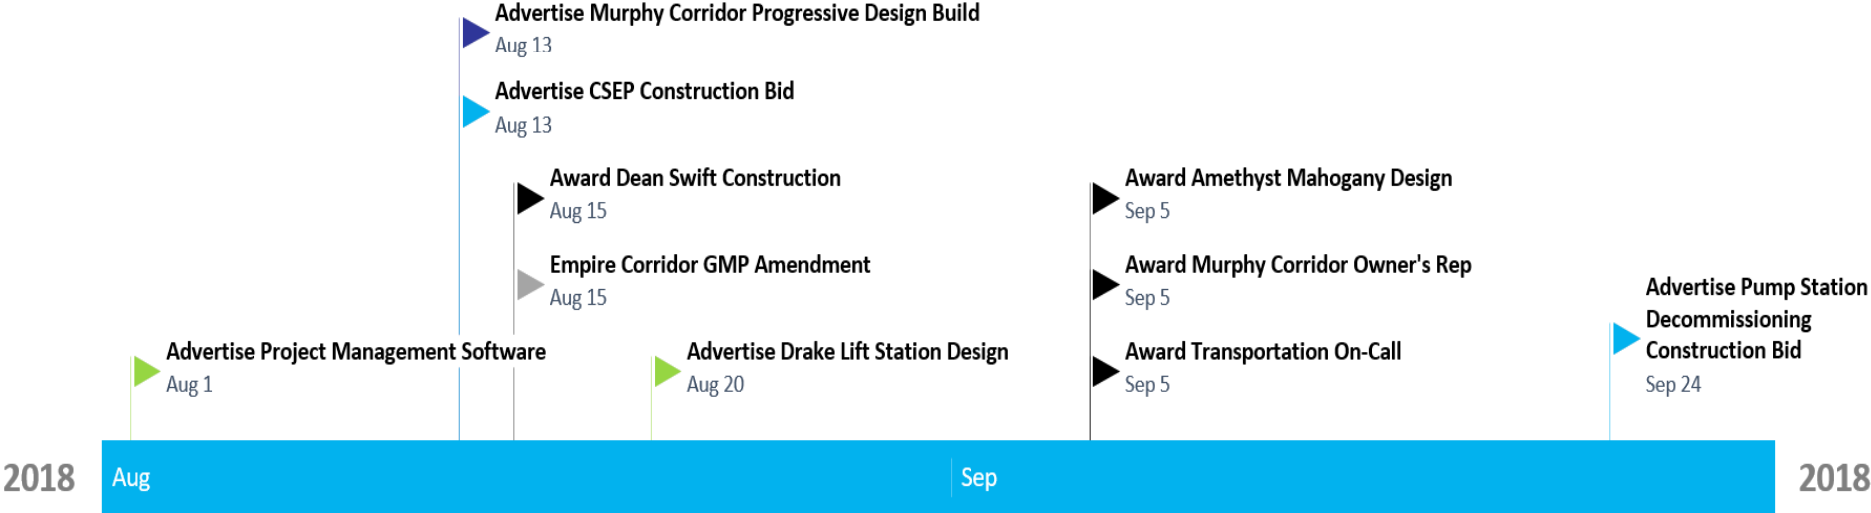 Advertise Murphy Corridor Progressive Design Build
Aug 13
Advertise CSEP Construction Bid
Aug 13
Award Dean Swift Construction
Aug 15
Empire Corridor GMP Amendment
Aug 15
Advertise Project Management Software
Aug 1
Advertise Drake Lift Station Design
Aug 20
Award Amethyst Mahogany Design
Sep 5
Award Murphy Corridor Owner's Rep
Sep 5
Award Transportation On-Call
Sep 5
Advertise Pump Station
Decommissioning
Construction Bid
Sep 24
2018
Aug
Sep
2018